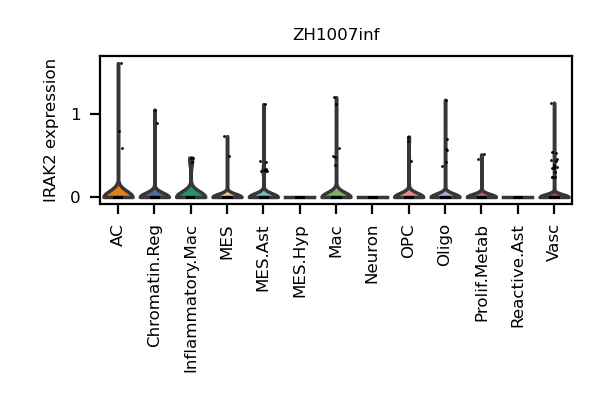 ZH1007inf
IRAK2 expression
1
0
AC
Chromatin.Reg
Inflammatory.Mac
MES
MES.Ast
MES.Hyp
Mac
Neuron
OPC
Oligo
Prolif.Metab
Reactive.Ast
Vasc